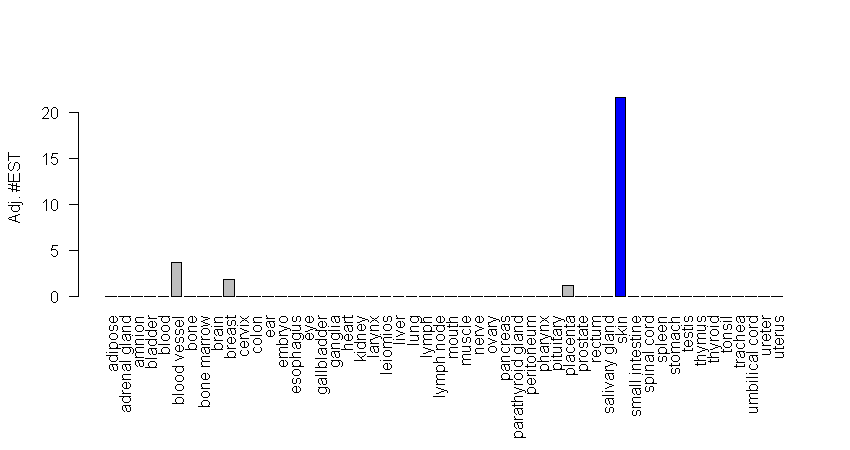 Adj. #EST
20
15
10
5
0
adipose
adrenal gland
amnion
bladder
blood
blood vessel
bone
bone marrow
brain
breast
cervix
colon
ear
embryo
esophagus
eye
gallbladder
ganglia
heart
kidney
larynx
leiomios
liver
lung
lymph
lymph node
mouth
muscle
nerve
ovary
pancreas
parathyroid gland
peritoneum
pharynx
pituitary
placenta
prostate
rectum
salivary gland
skin
small intestine
spinal cord
spleen
stomach
testis
thymus
thyroid
tonsil
trachea
umbilical cord
ureter
uterus